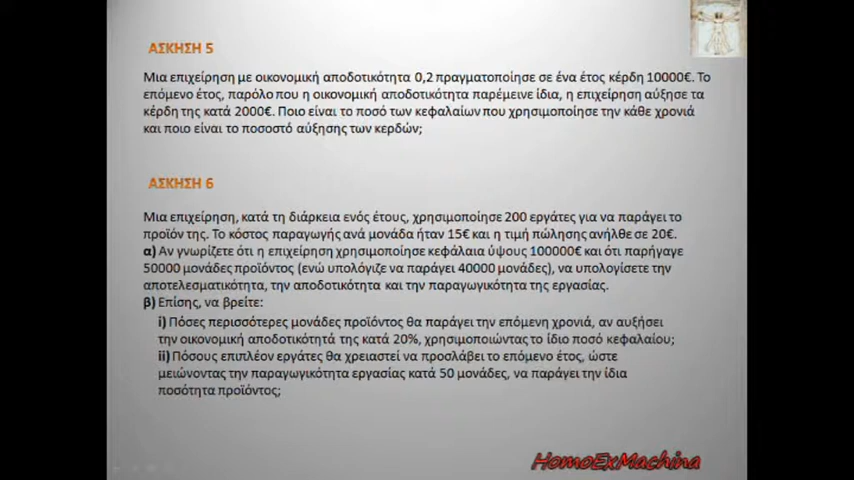 ΑΣΚΗΣΗ 5
Μια επιχείρηση με οικονομική αποδοτικότητα 0,2 πραγματοποίησε σε ένα έτος κέρδη 10000€. Το
επόμενο έτος, παρόλο που η οικονομική αποδοτικότητα παρέμεινε ίδια, η επιχείρηση αύξησε τα
κέρδη της κατά 2000€. Ποιο είναι το ποσό των κεφαλαίων που χρησιμοποίησε την κάθε χρονιά
και ποιο είναι το ποσοστό αύξησης των κερδών;
ΑΣΚΗΣΗ 6
Μια επιχείρηση, κατά τη διάρκεια ενός έτους, χρησιμοποίησε 200 εργάτες για να παράγει το
προϊόν της. Το κόστος παραγωγής ανά μονάδα ήταν 15€ και η τιμή πώλησης ανήλθε σε 20€.
α) Αν γνωρίζετε ότι η επιχείρηση χρησιμοποίησε κεφάλαια ύψους 100000€ και ότι παρήγαγε
50000 μονάδες προϊόντος (ενώ υπολόγιζε να παράγει 40000 μονάδες), να υπολογίσετε την
αποτελεσματικότητα, την αποδοτικότητα και την παραγωγικότητα της εργασίας.
β) Επίσης, να βρείτε:
i) Πόσες περισσότερες μονάδες προϊόντος θα παράγει την επόμενη χρονιά, αν αυξήσει
την οικονομική αποδοτικότητά της κατά 20%, χρησιμοποιώντας το ίδιο ποσό κεφαλαίου;
ii) Πόσους επιπλέον εργάτες θα χρειαστεί να προσλάβει το επόμενο έτος, ώστε
μειώνοντας την παραγωγικότητα εργασίας κατά 50 μονάδες, να παράγει την ίδια
ποσότητα προϊόντος;
HomoExMachina